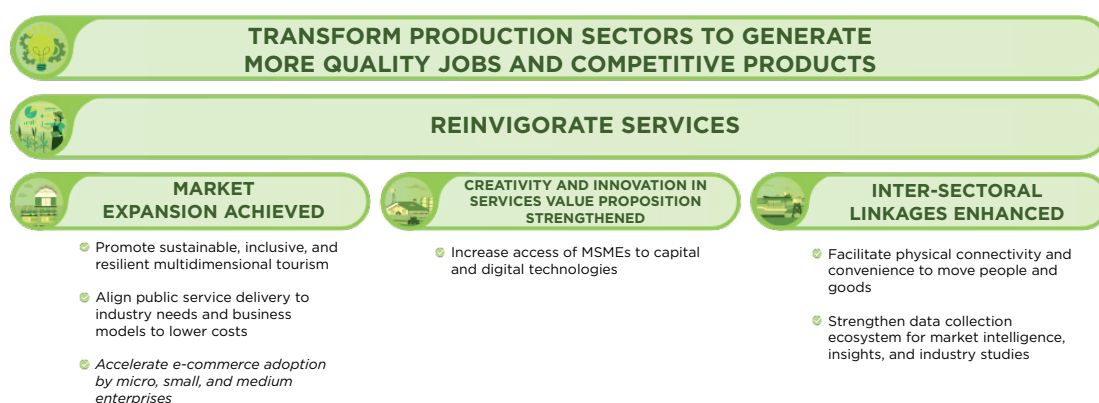 TRANSFORM PRODUCTION SECTORS TO GENERATE
MORE QUALITY JOBS AND COMPETITIVE PRODUCTS
REINVIGORATE SERVICES
MARKET
EXPANSION ACHIEVED
Promote sustainable, inclusive, and
resilient multidimensional tourism
Align public service delivery to
industry needs and business
models to lower costs
Accelerate e-commerce adoption
by micro, small, and medium
enterprises
CREATIVITY AND INNOVATION IN
SERVICES VALUE PROPOSITION
STRENGTHENED
Increase access of MSMEs to capital
and digital technologies
INTER-SECTORAL
LINKAGES ENHANCED
Facilitate physical connectivity and
convenience to move people and
goods
Strengthen data collection
ecosystem for market intelligence,
insights, and industry studies